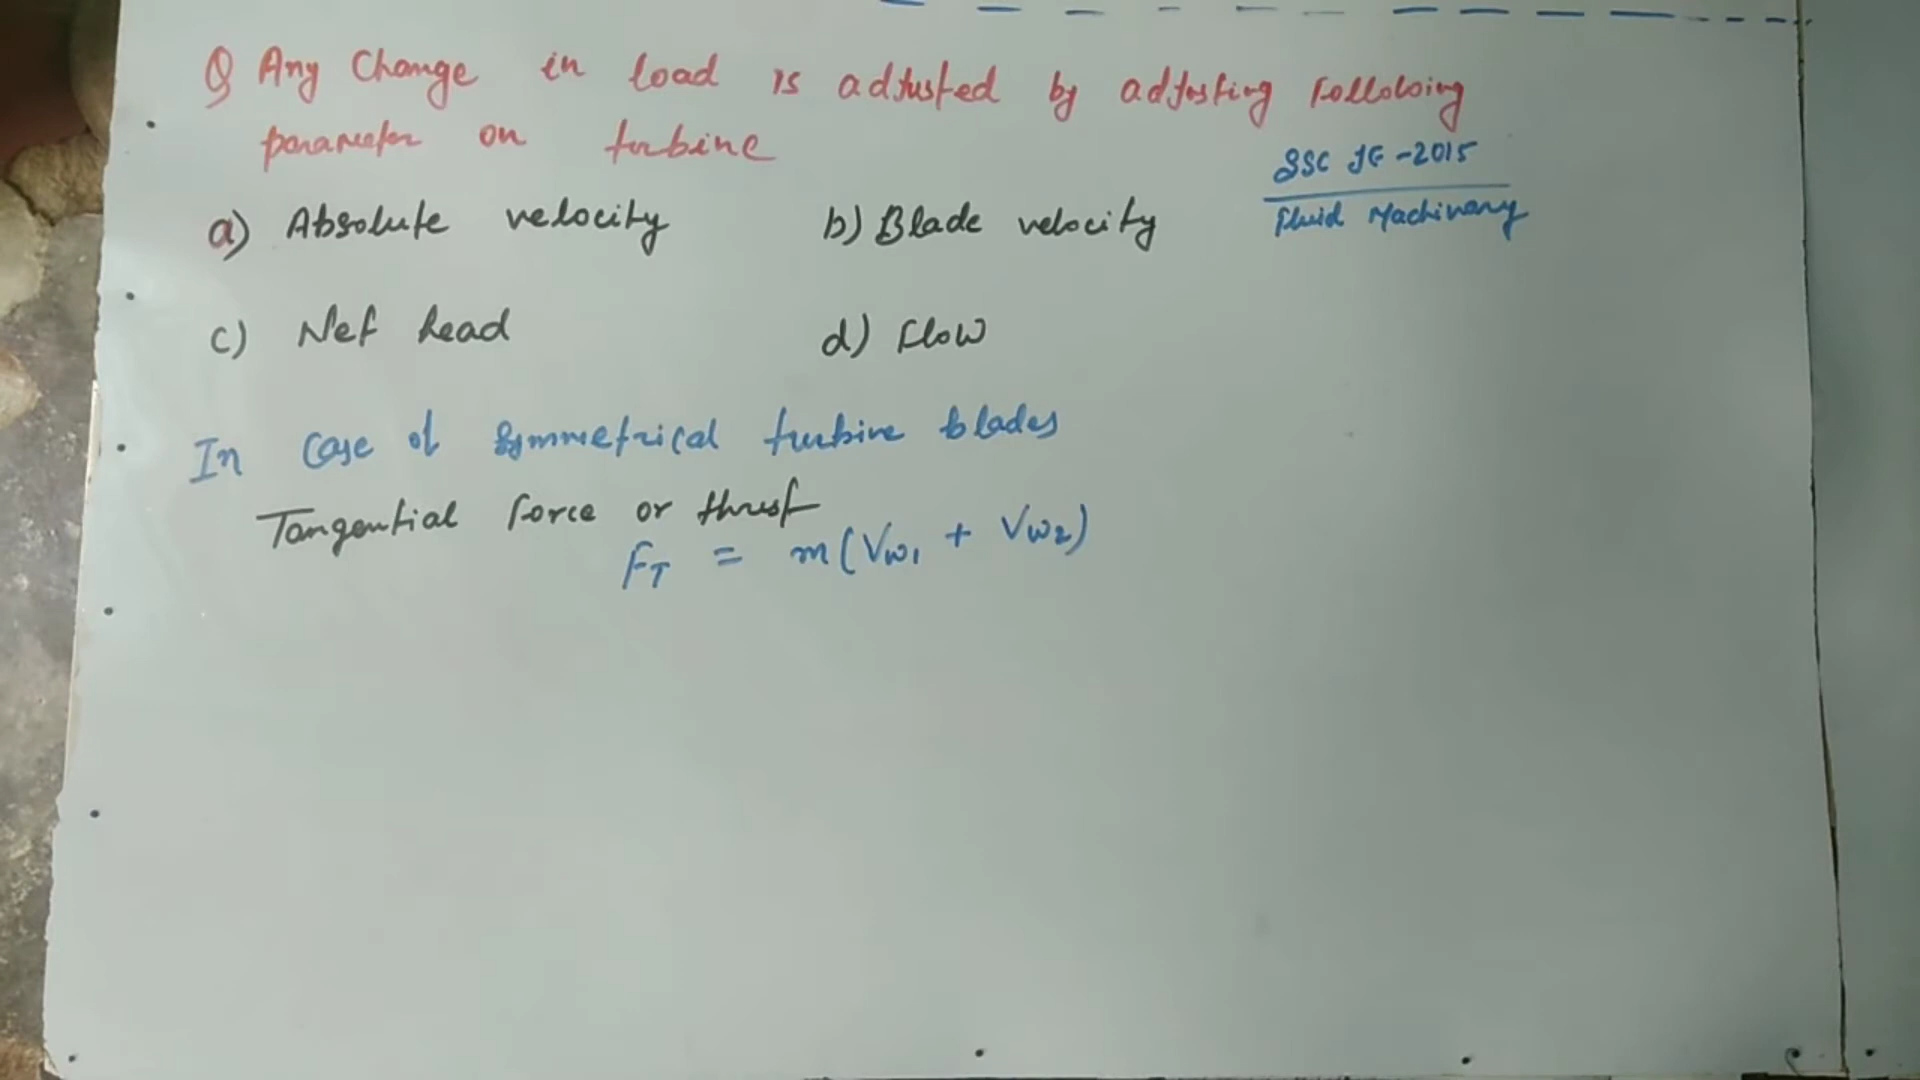 Q Any Change in load is adjusted by adjusting following
parameter on turbine
SSC JE -2015
Fluid Machinary
a) Absolute velocity b) Blade velocity
c) Net head d) Flow
In Case of Symmetrical turbine blades
Tangential force or thrust
FT = m(Vw1 + Vw2)